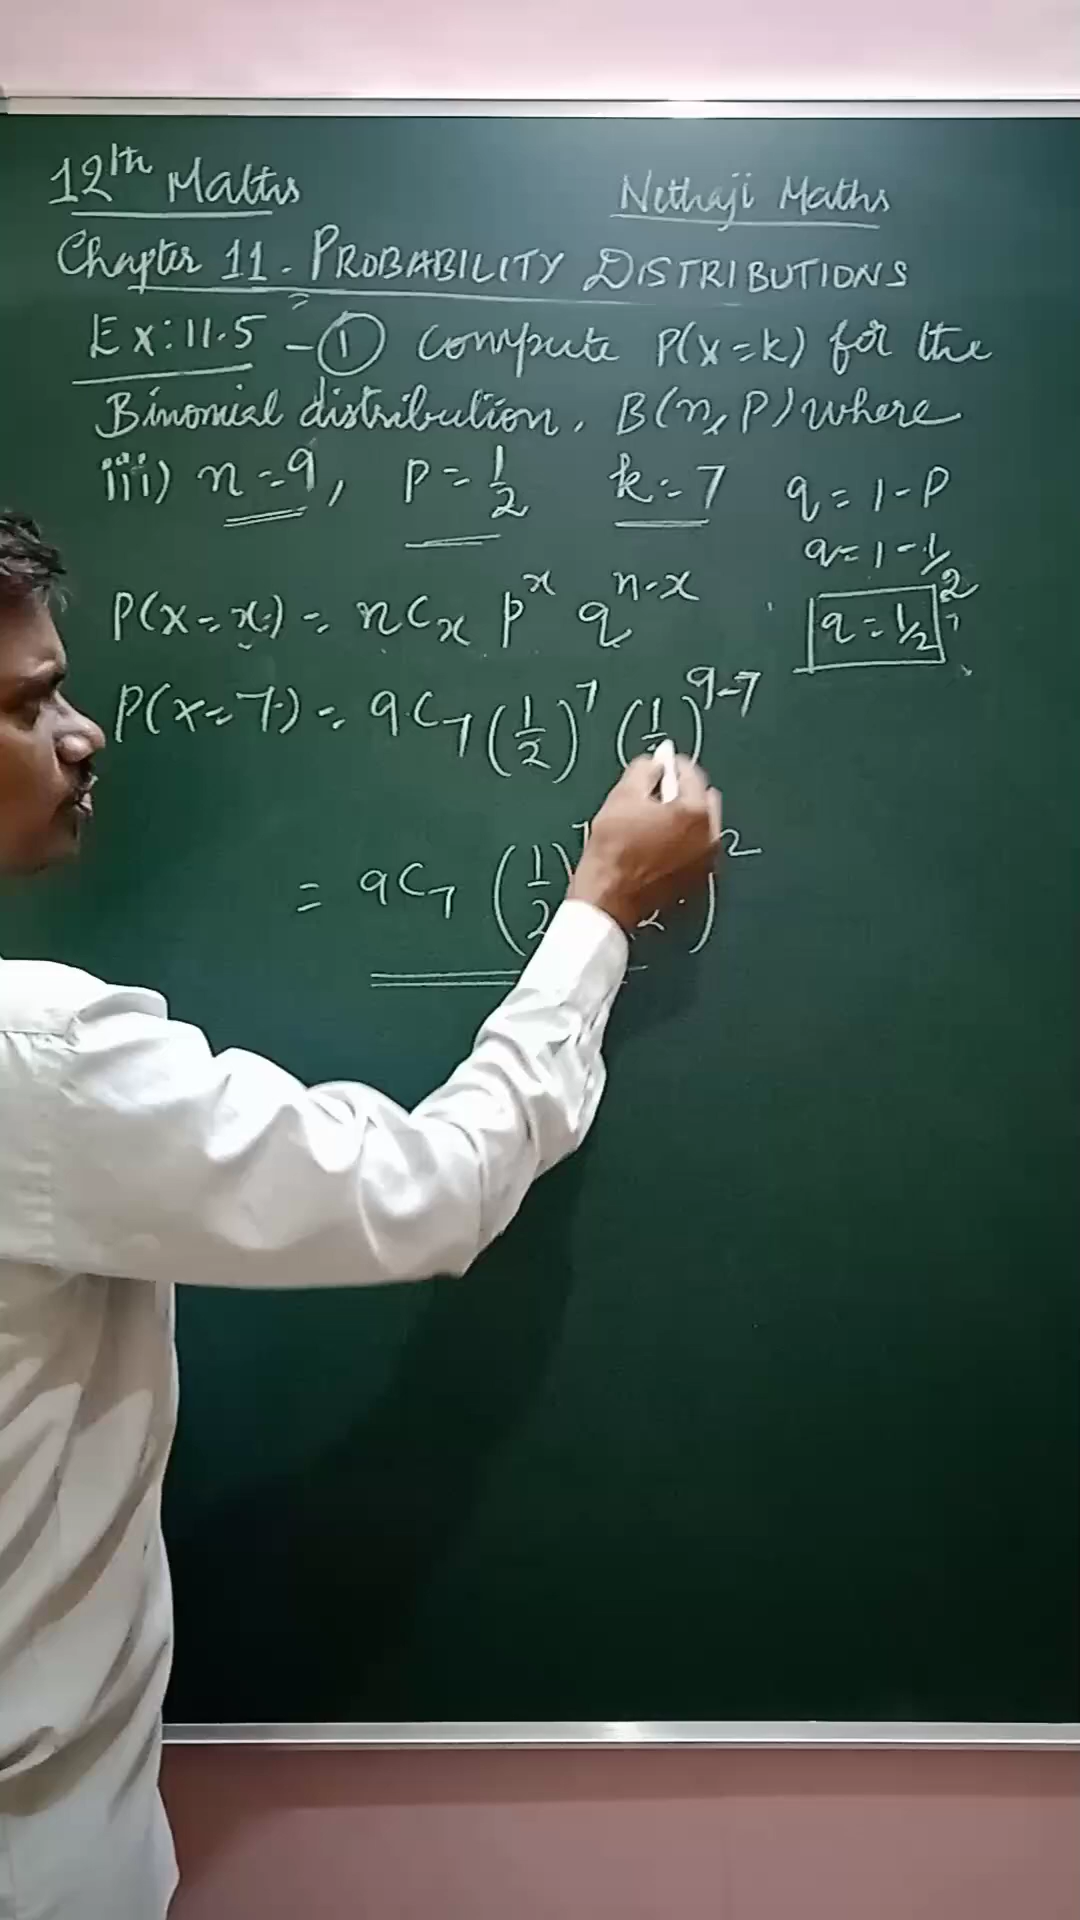 12th Maths
Nethaji Maths
Chapter 11 - PROBABILITY DISTRIBUTIONS
Ex: 11.5 - ① Compute P(x=k) for the
Binomial distribution, B(n, P) where
iii) n = 9, p = 1/2 k = 7
q = 1 - P
q = 1 - 1/2
q = 1/2
P(x = x) = nCx p^x q^n-x
P(x = 7) = 9C7 (1/2)^7 (1/2)^9-7
= 9C7 (1/2)^7 2